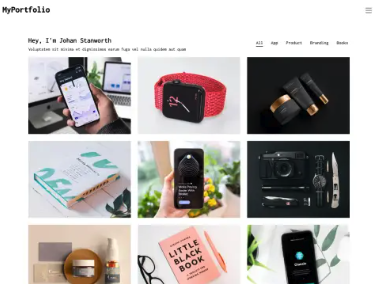 MyPortfolio
Hey, I'm Johan Stanworth
All App Product Branding Books
Voluptatem sit minima et dignissimos earum fuga vel nulla quidem aut quam
LITTLE
BLACK
BOOK